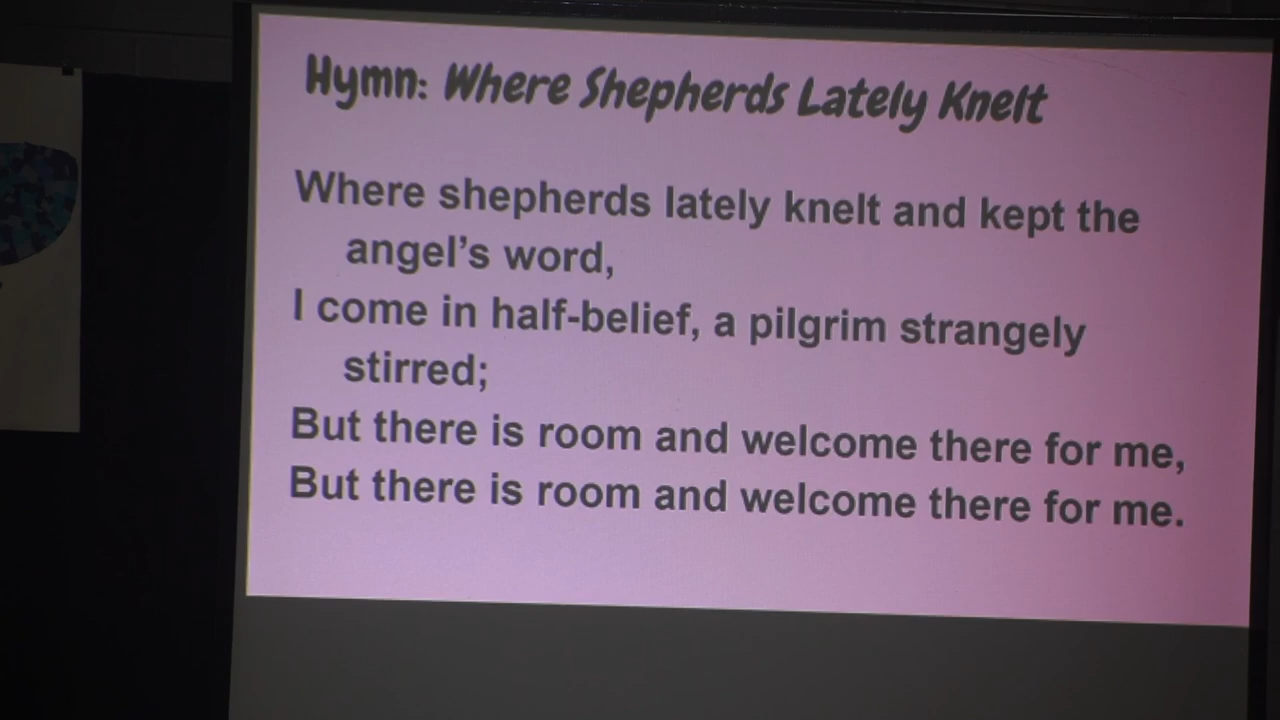 Hymn: Where Shepherds Lately Knelt
Where shepherds lately knelt and kept the
angel's word,
I come in half-belief, a pilgrim strangely
stirred;
But there is room and welcome there for me,
But there is room and welcome there for me.